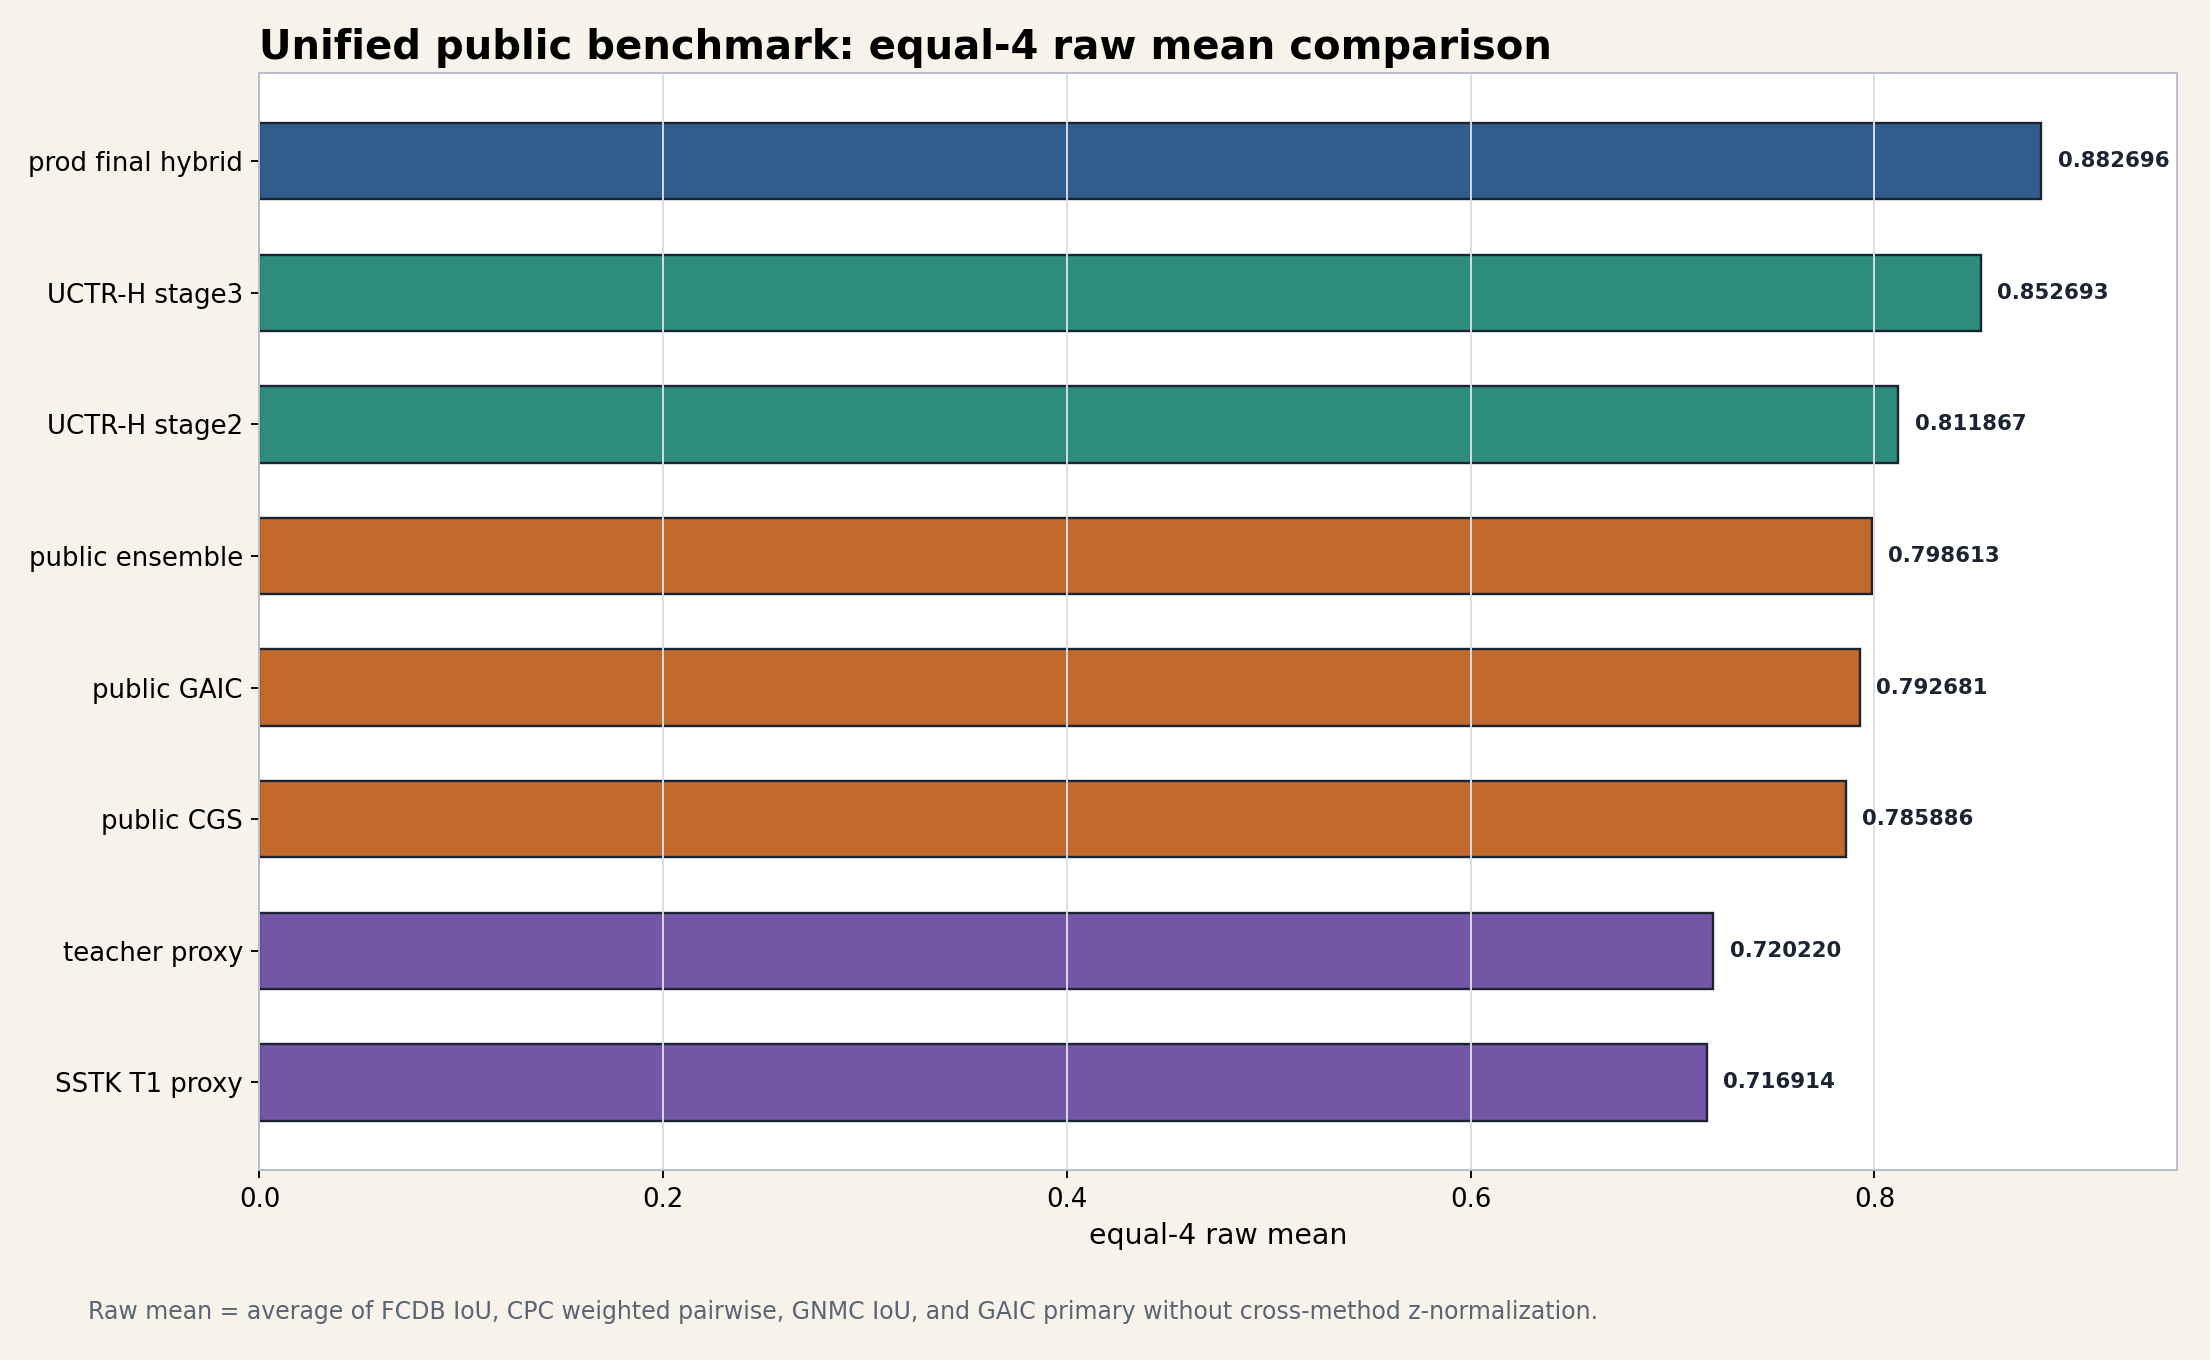 Unified public benchmark: equal-4 raw mean comparison
prod final hybrid 0.882696
UCTR-H stage3 0.852693
UCTR-H stage2 0.811867
public ensemble 0.798613
public GAIC 0.792681
public CGS 0.785886
teacher proxy 0.720220
SSTK T1 proxy 0.716914
0.0 0.2 0.4 0.6 0.8
equal-4 raw mean
Raw mean = average of FCDB IoU, CPC weighted pairwise, GNMC IoU, and GAIC primary without cross-method z-normalization.